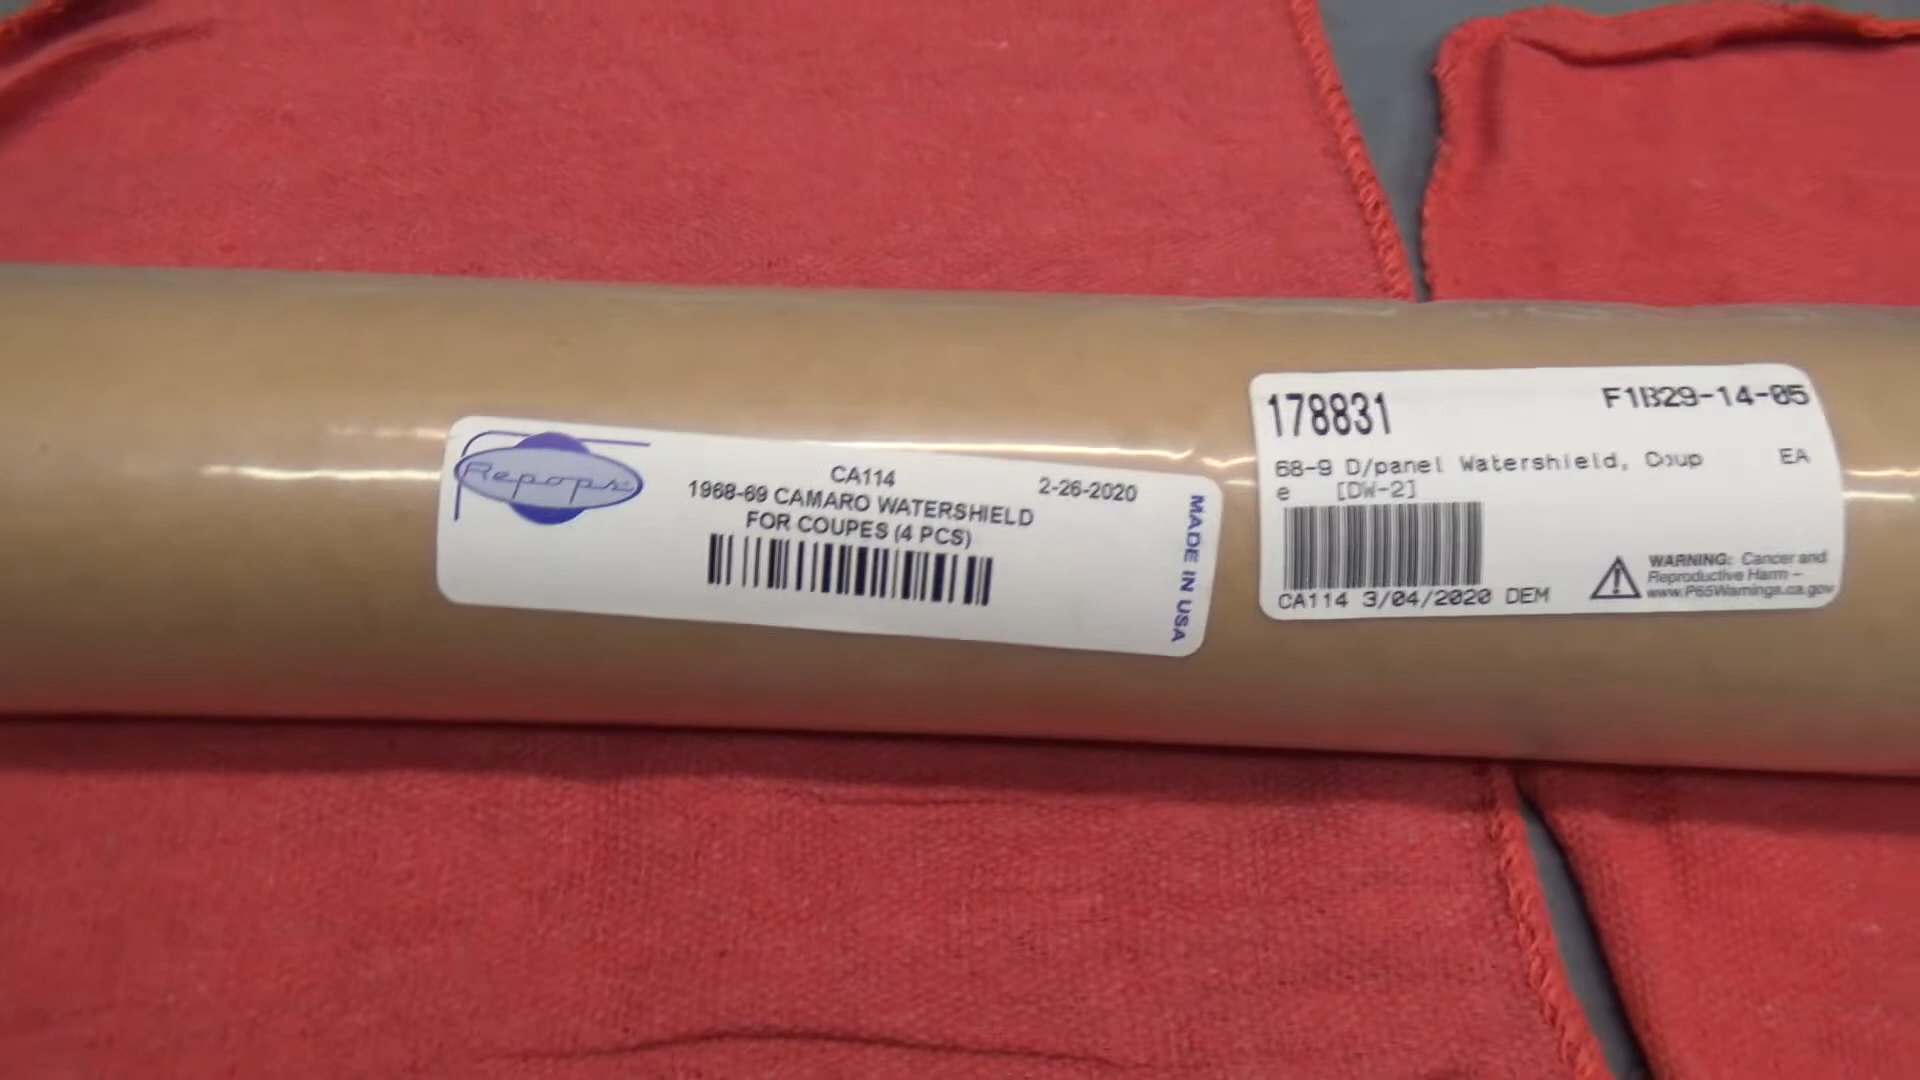 Repops
CA114
2-26-2020
1968-69 CAMARO WATERSHIELD
FOR COUPES (4 PCS)
MADE IN USA
178831
F1B29-14-05
68-9 D/panel Watershield, Coup
EA
e [DW-2]
CA114 3/04/2020 DEM
WARNING: Cancer and
Reproductive Harm –
www.P65Warnings.ca.gov